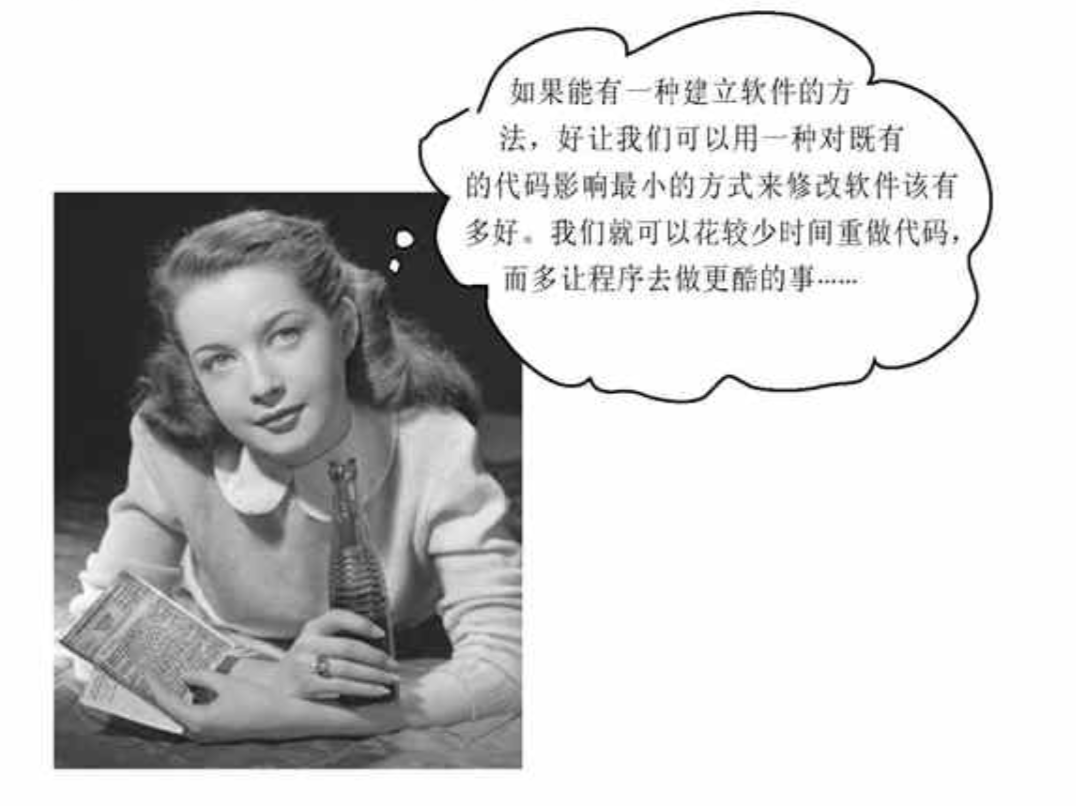 如果能有一种建立软件的方
法，好让我们可以用一种对既有
的代码影响最小的方式来修改软件该有
多好。我们就可以花较少时间重做代码，
而多让程序去做更酷的事……